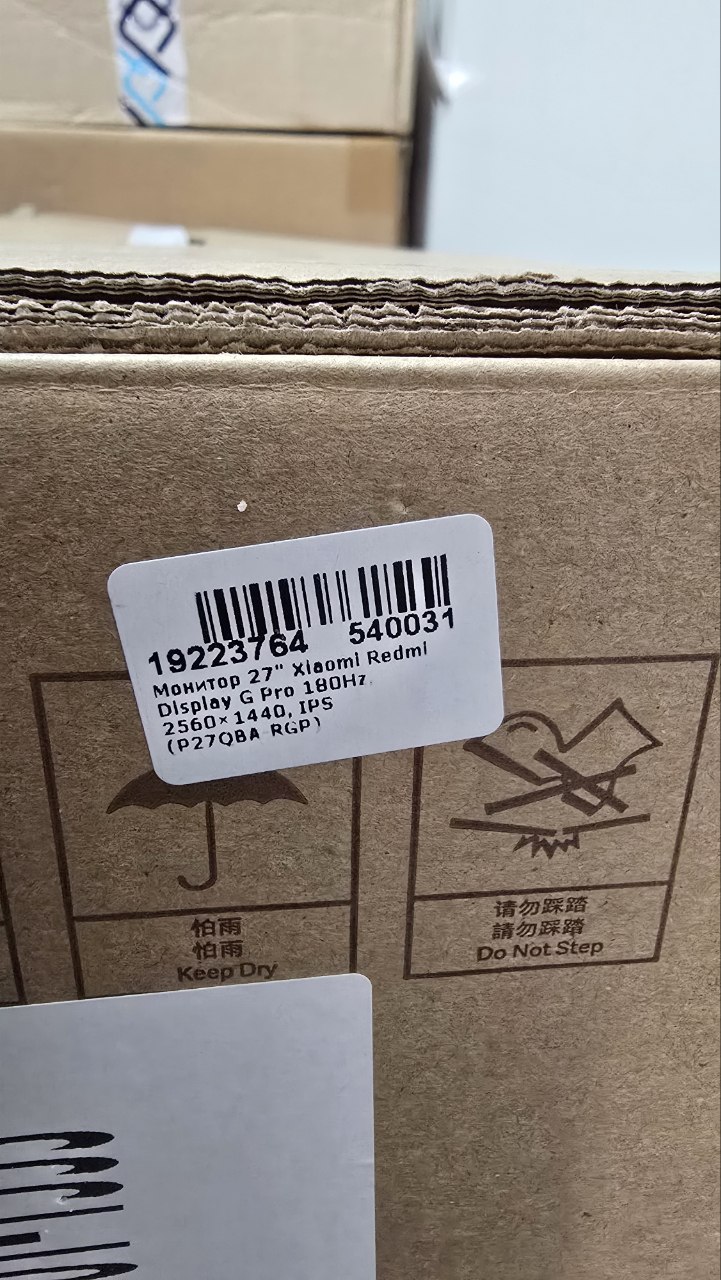 19223764 540031
Монитор 27" Xiaomi Redmi
Display G Pro 180Hz,
2560×1440, IPS
(P27QBA-RGP)
怕雨
怕雨
Keep Dry
请勿踩踏
請勿踩踏
Do Not Step